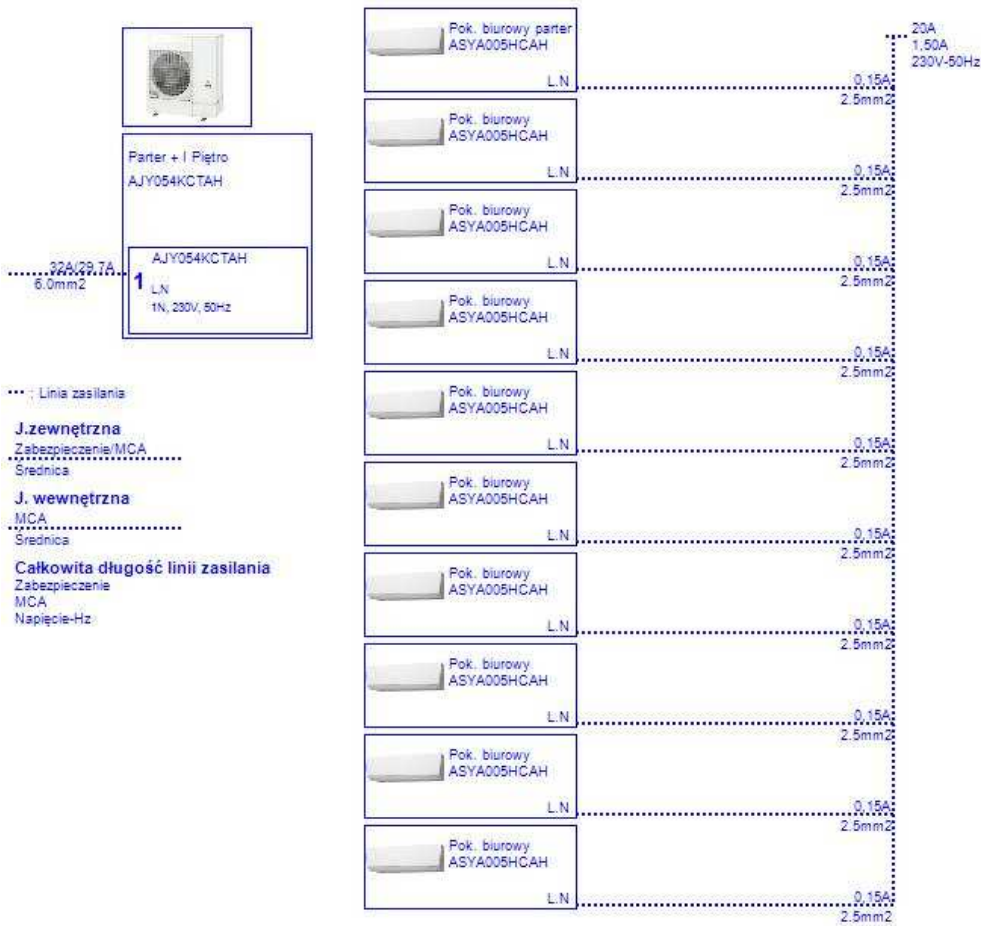 Parter + I Piętro
AJY054KCTAH
32A/29.7A
6.0mm2
1
AJY054KCTAH
L,N
1N, 230V, 50Hz
••• : Linia zasilania
J.zewnętrzna
Zabezpieczenie/MCA
Średnica
J. wewnętrzna
MCA
Średnica
Całkowita długość linii zasilania
Zabezpieczenie
MCA
Napięcie-Hz
Pok. biurowy parter
ASYA005HCAH
L.N
0,15A
2.5mm2
Pok. biurowy
ASYA005HCAH
L.N
0,15A
2.5mm2
Pok. biurowy
ASYA005HCAH
L.N
0,15A
2.5mm2
Pok. biurowy
ASYA005HCAH
L.N
0,15A
2.5mm2
Pok. biurowy
ASYA005HCAH
L.N
0,15A
2.5mm2
Pok. biurowy
ASYA005HCAH
L.N
0,15A
2.5mm2
Pok. biurowy
ASYA005HCAH
L.N
0,15A
2.5mm2
Pok. biurowy
ASYA005HCAH
L.N
0,15A
2.5mm2
Pok. biurowy
ASYA005HCAH
L.N
0,15A
2.5mm2
Pok. biurowy
ASYA005HCAH
L.N
0,15A
2.5mm2
20A
1,50A
230V-50Hz